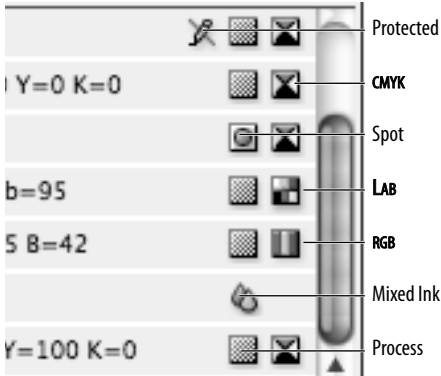 Protected
Y=0 K=0 CMYK
Spot
b=95 LAB
5 B=42 RGB
Mixed Ink
Y=100 K=0 Process